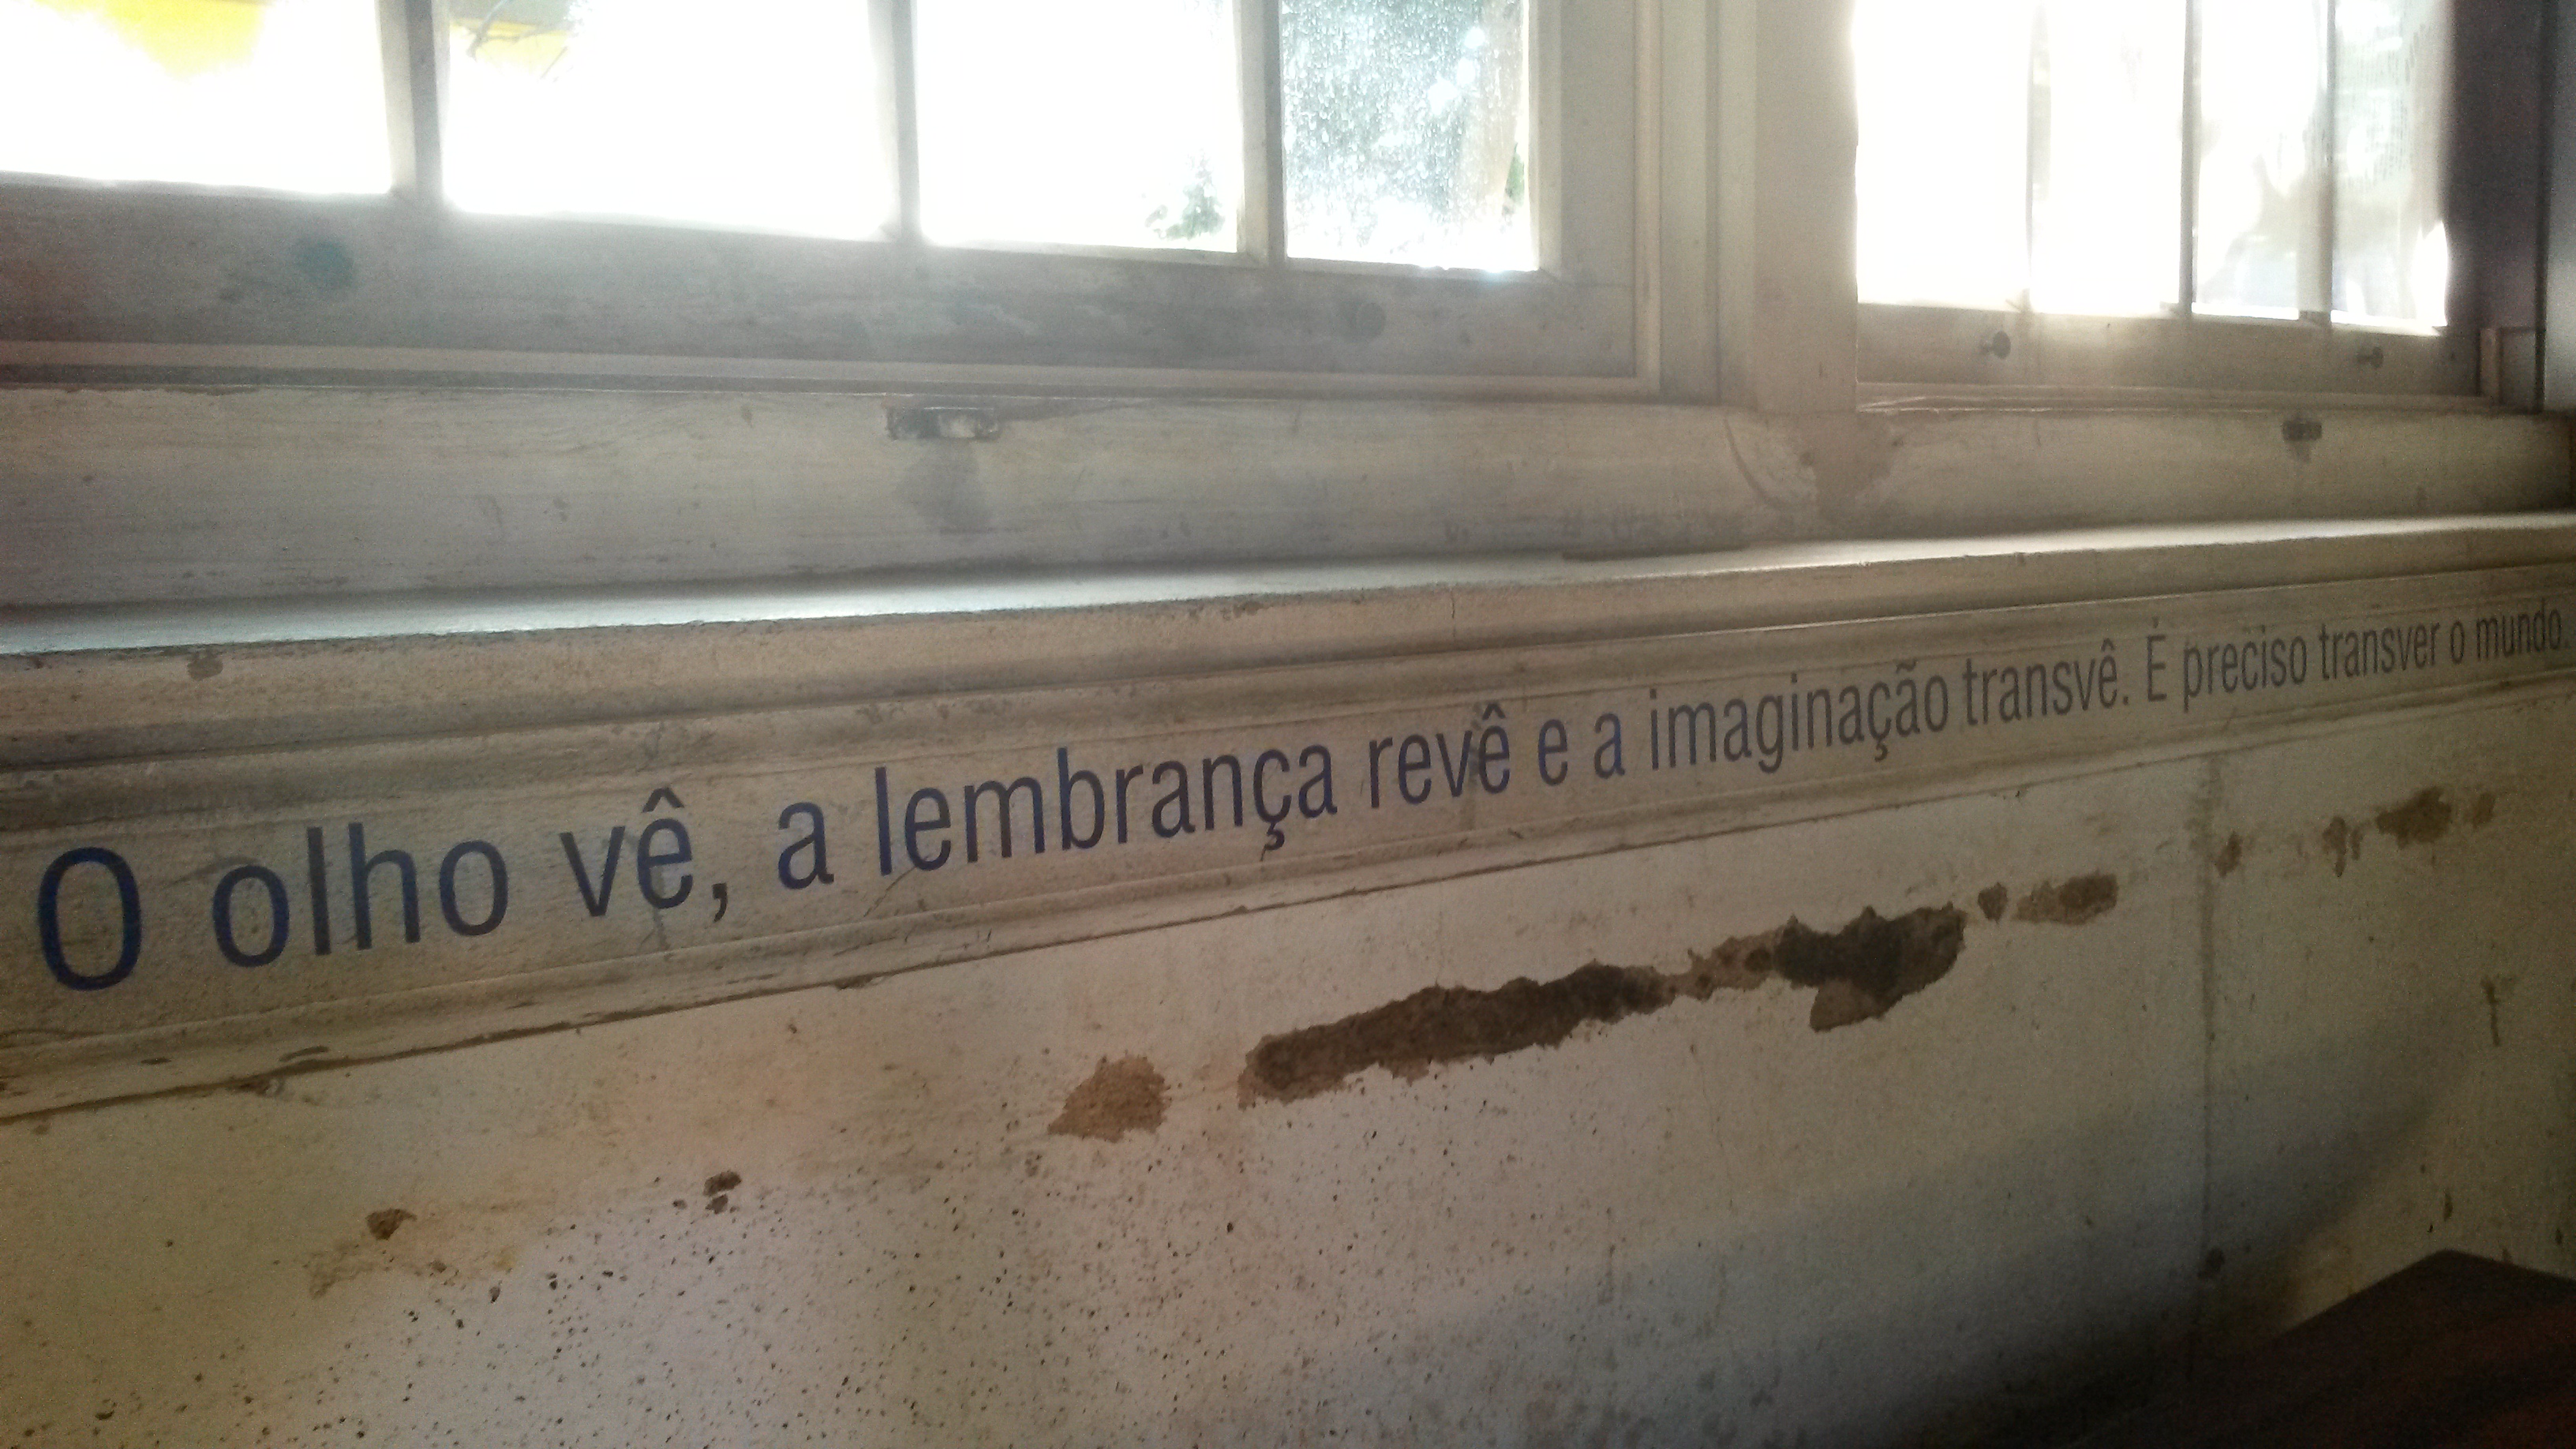 O olho vê, a lembrança revê e a imaginação transvê. É preciso transver o mundo.